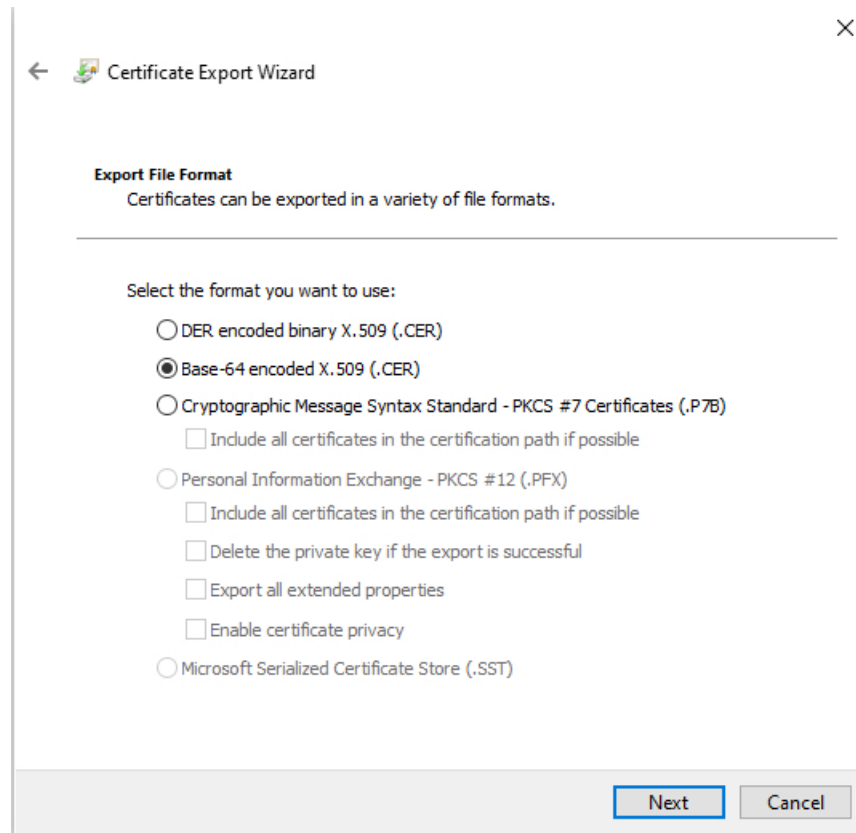 Certificate Export Wizard
Export File Format
Certificates can be exported in a variety of file formats.
Select the format you want to use:
DER encoded binary X.509 (.CER)
Base-64 encoded X.509 (.CER)
Cryptographic Message Syntax Standard - PKCS #7 Certificates (.P7B)
Include all certificates in the certification path if possible
Personal Information Exchange - PKCS #12 (.PFX)
Include all certificates in the certification path if possible
Delete the private key if the export is successful
Export all extended properties
Enable certificate privacy
Microsoft Serialized Certificate Store (.SST)
Next Cancel